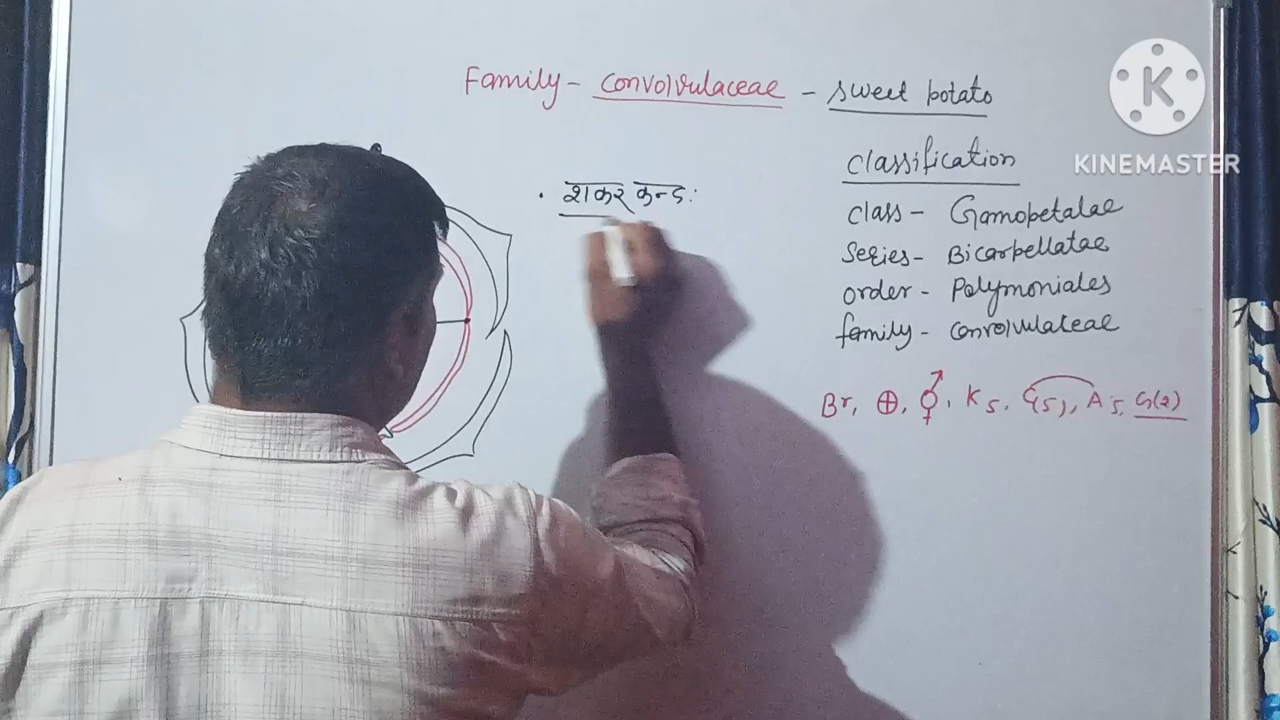 Family - Convolvulaceae - sweet potato
शकरकन्द:
Classification
class - Gamopetalae
Series - Bicarpellatae
order - Polymoniales
family - Convolvulaceae
Br, ⊕, ⚥, K5, C(5), A5, G(2)
K
KINEMASTER